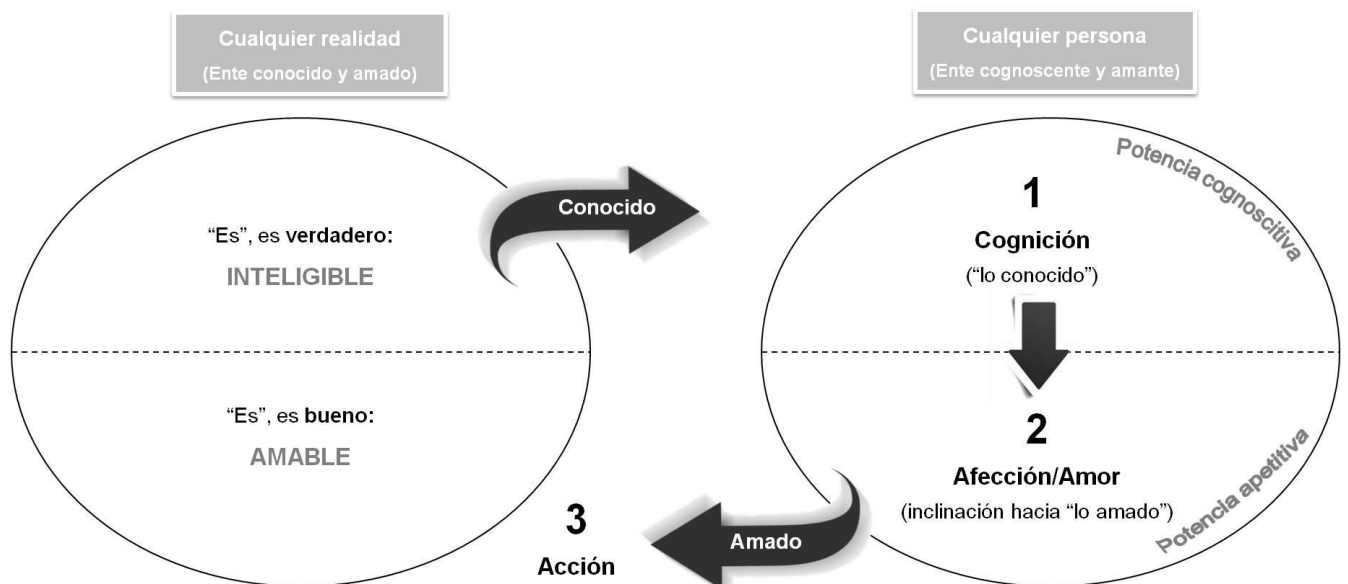 Cualquier realidad
(Ente conocido y amado)
Cualquier persona
(Ente cognoscente y amante)
“Es”, es verdadero:
INTELIGIBLE
Conocido
Potencia cognoscitiva
1
Cognición
(“lo conocido”)
“Es”, es bueno:
AMABLE
2
Afección/Amor
(inclinación hacia “lo amado”)
Potencia apetitiva
Amado
3
Acción